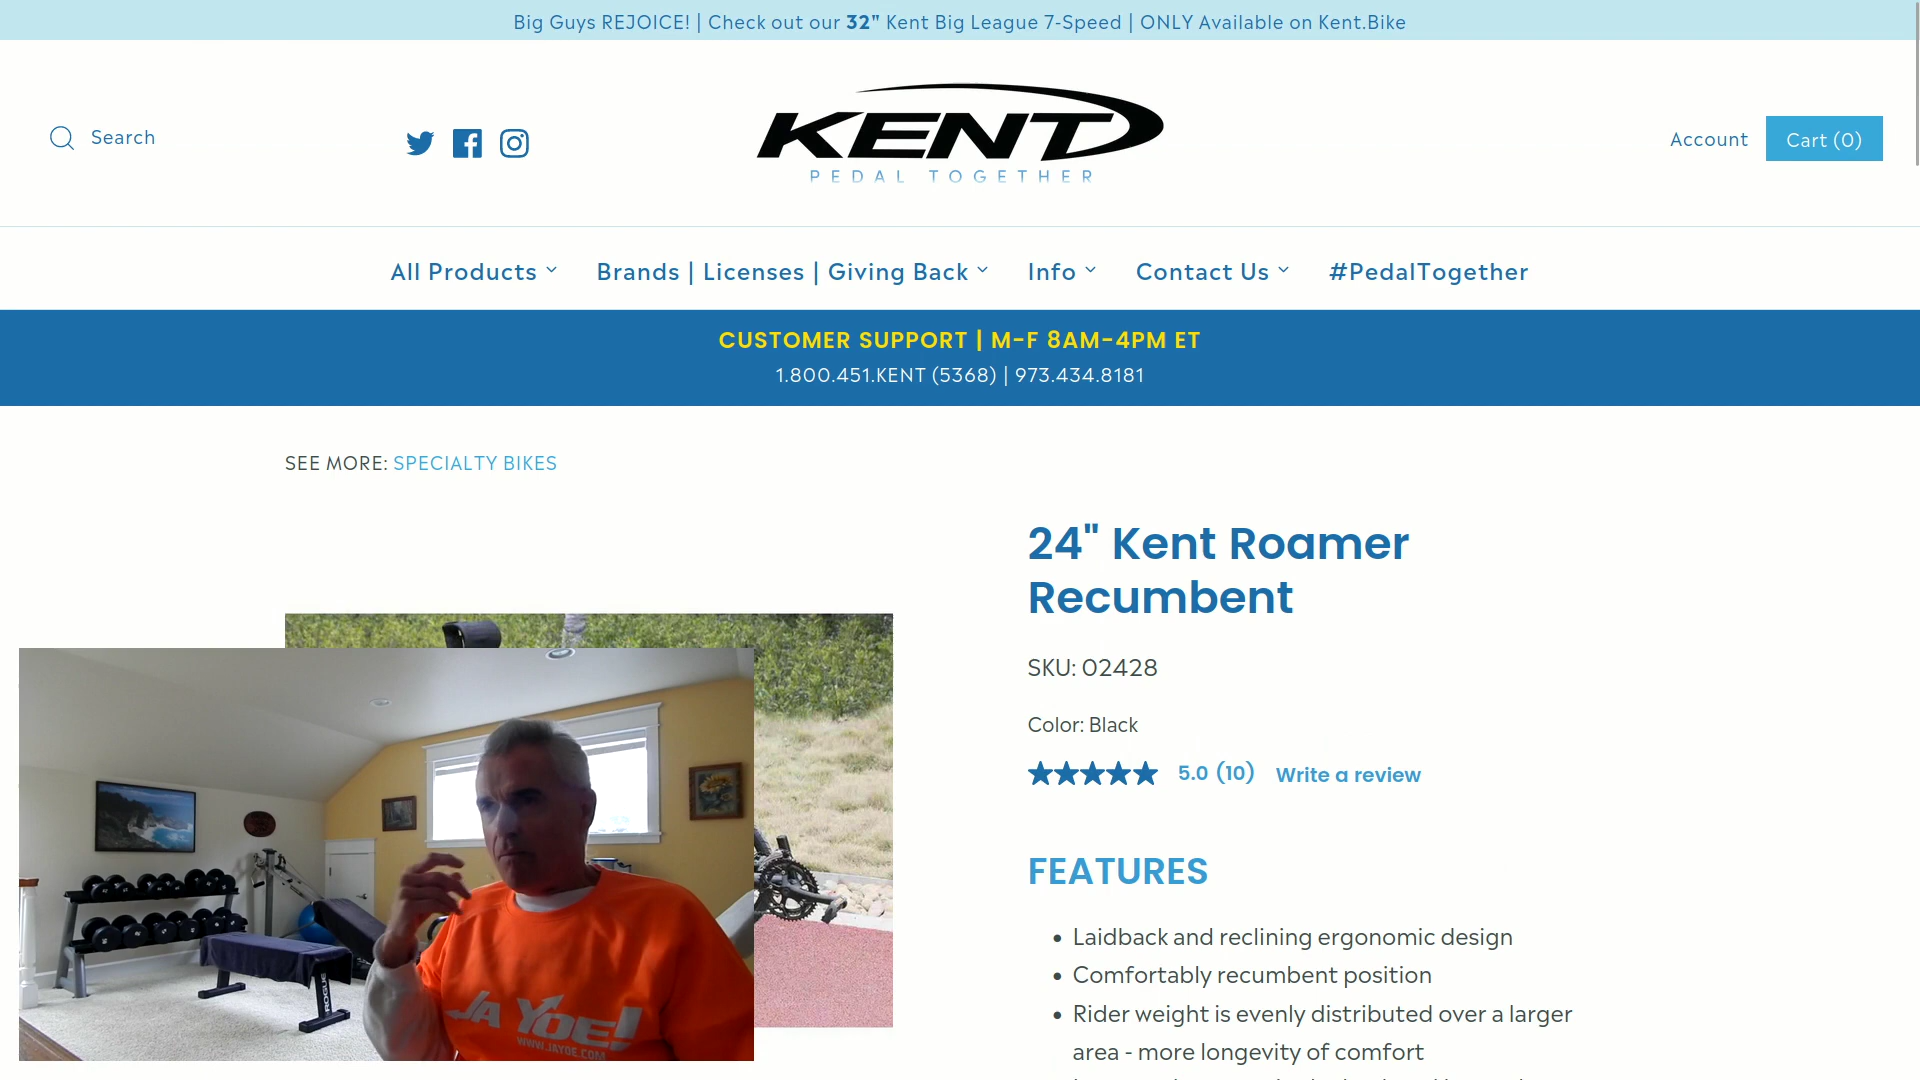 Big Guys REJOICE! | Check out our 32" Kent Big League 7-Speed | ONLY Available on Kent.Bike
Search
KENT
PEDAL TOGETHER
Account
Cart (0)
All Products
Brands | Licenses | Giving Back
Info
Contact Us
#PedalTogether
CUSTOMER SUPPORT | M-F 8AM-4PM ET
1.800.451.KENT (5368) | 973.434.8181
SEE MORE: SPECIALTY BIKES
24" Kent Roamer
Recumbent
SKU: 02428
Color: Black
5.0 (10)
Write a review
FEATURES
• Laidback and reclining ergonomic design
• Comfortably recumbent position
• Rider weight is evenly distributed over a larger
area - more longevity of comfort
ROGUE
JA YOE!
WWW.JAYOE.COM